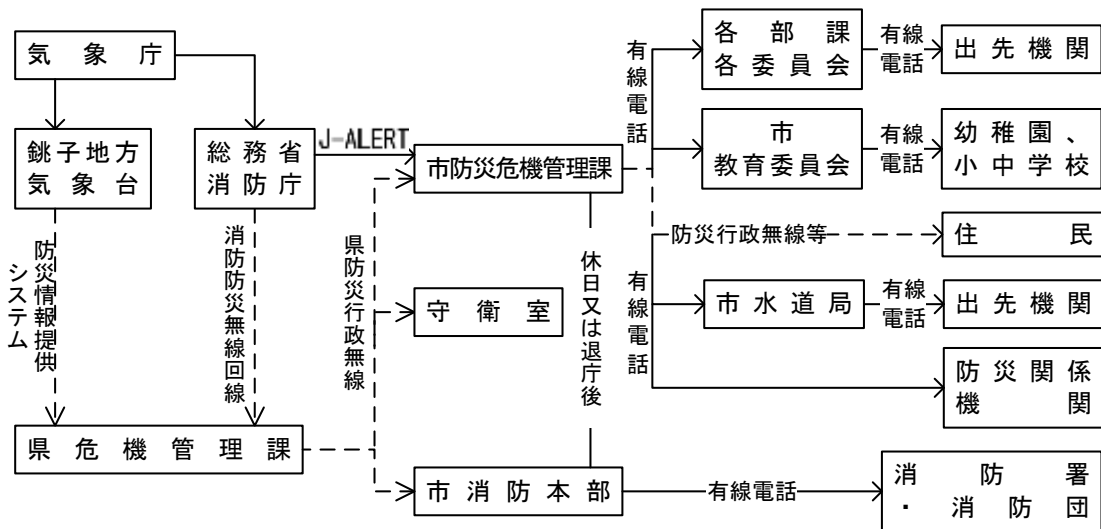 気象庁
銚子地方
気象台
総務省
消防庁
J-ALERT
防災情報提供
システム
消防防災無線回線
県危機管理課
県防災行政無線
市防災危機管理課
守衛室
休日又は退庁後
市消防本部
有線電話
各部課
各委員会
有線
電話
出先機関
市
教育委員会
有線
電話
幼稚園、
小中学校
防災行政無線等
住民
有線電話
市水道局
有線
電話
出先機関
防災関係
機関
有線電話
消防署
・消防団